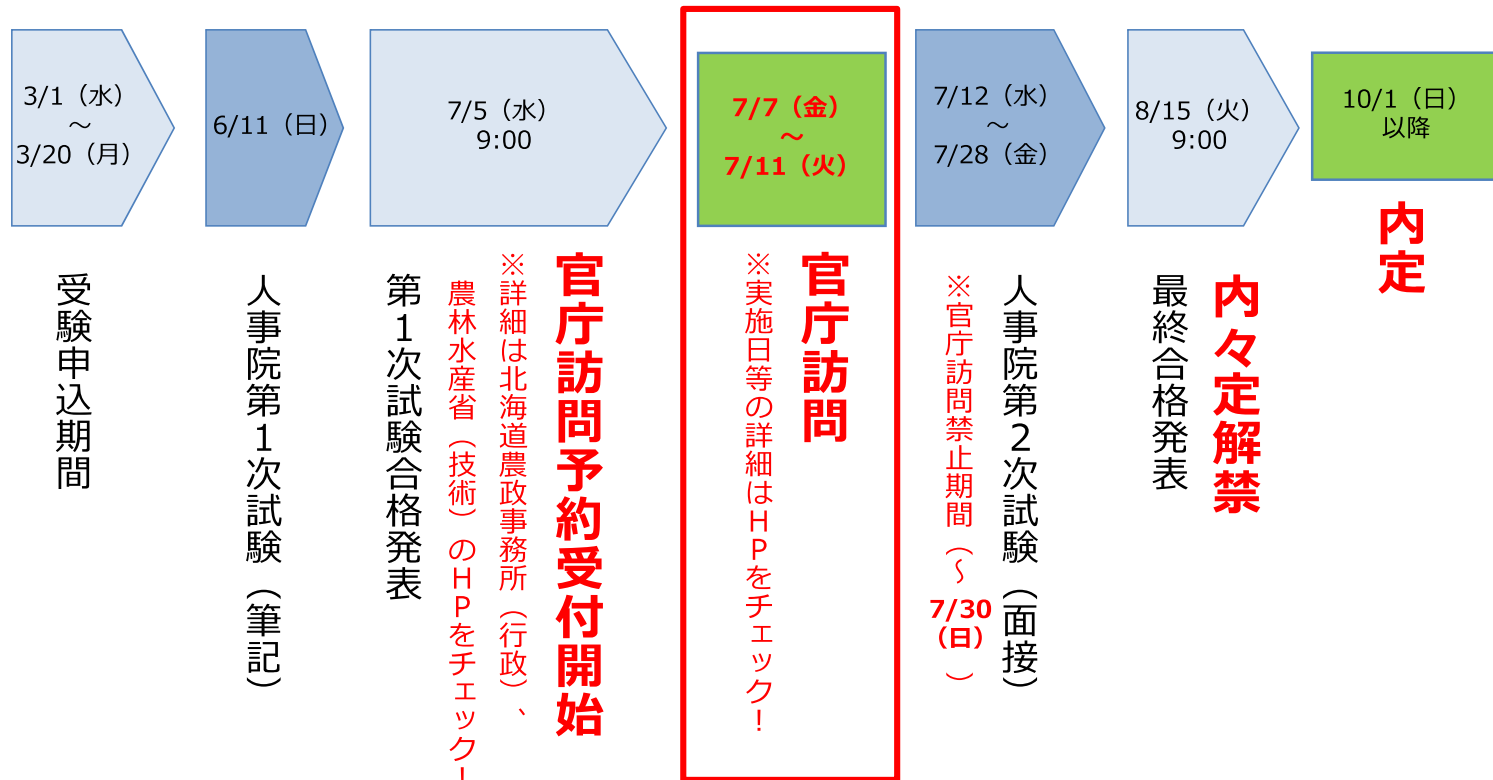 3/1（水）
～
3/20（月）
受験申込期間
6/11（日）
人事院第１次試験（筆記）
7/5（水）
9:00
官庁訪問予約受付開始
※詳細は北海道農政事務所（行政）、
農林水産省（技術）のＨＰをチェック！
第１次試験合格発表
7/7（金）
～
7/11（火）
官庁訪問
※実施日等の詳細はＨＰをチェック！
7/12（水）
～
7/28（金）
人事院第２次試験（面接）
※官庁訪問禁止期間（～
7/30
（日）
）
8/15（火）
9:00
内々定解禁
最終合格発表
10/1（日）
以降
内定